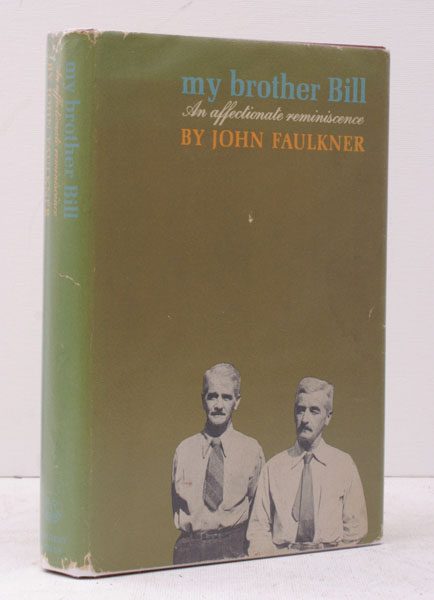 my brother Bill
An affectionate reminiscence
BY JOHN FAULKNER
my brother Bill